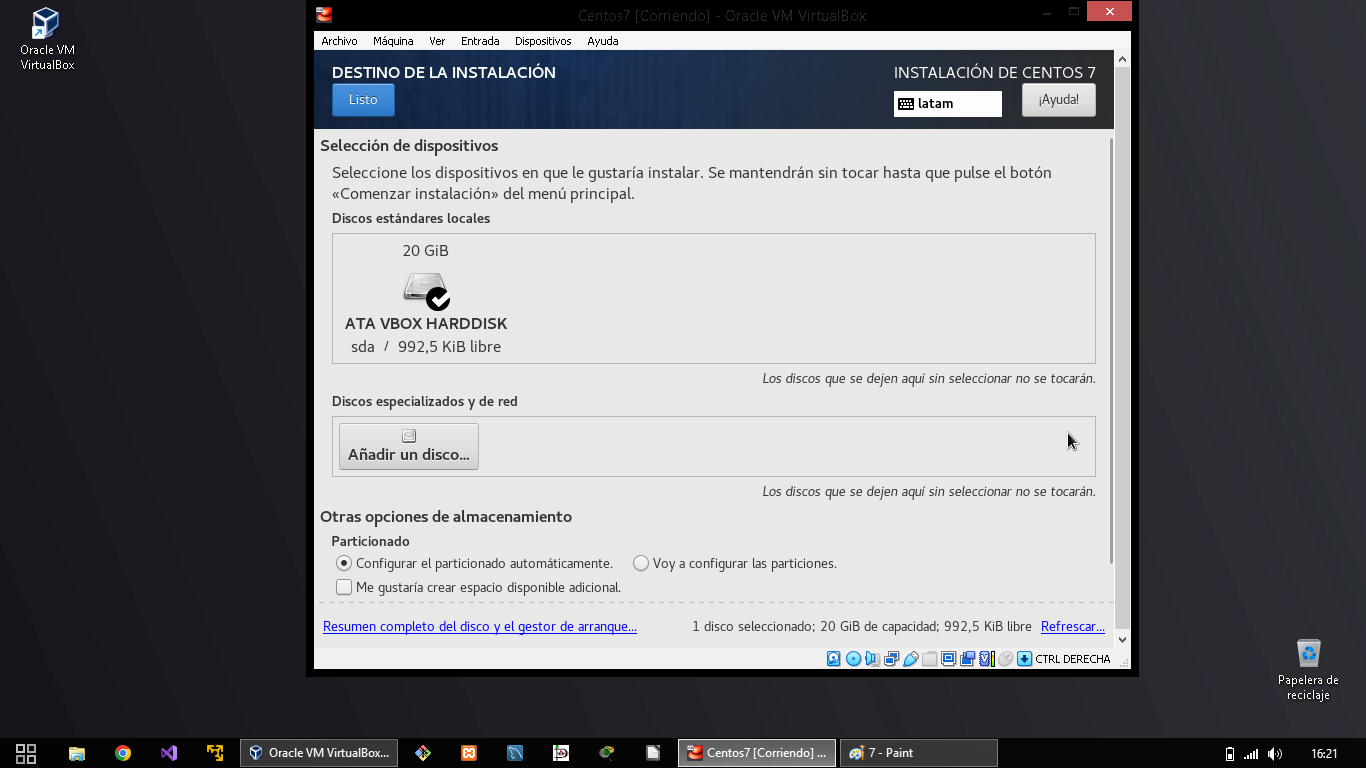 Oracle VM
VirtualBox
Centos7 [Corriendo] - Oracle VM VirtualBox
Archivo Máquina Ver Entrada Dispositivos Ayuda
DESTINO DE LA INSTALACIÓN
INSTALACIÓN DE CENTOS 7
Listo
latam
¡Ayuda!
Selección de dispositivos
Seleccione los dispositivos en que le gustaría instalar. Se mantendrán sin tocar hasta que pulse el botón
«Comenzar instalación» del menú principal.
Discos estándares locales
20 GiB
ATA VBOX HARDDISK
sda / 992,5 KiB libre
Los discos que se dejen aquí sin seleccionar no se tocarán.
Discos especializados y de red
Añadir un disco...
Los discos que se dejen aquí sin seleccionar no se tocarán.
Otras opciones de almacenamiento
Particionado
Configurar el particionado automáticamente. Voy a configurar las particiones.
Me gustaría crear espacio disponible adicional.
Resumen completo del disco y el gestor de arranque... 1 disco seleccionado; 20 GiB de capacidad; 992,5 KiB libre Refrescar...
CTRL DERECHA
Papelera de
reciclaje
Oracle VM VirtualBox... Centos7 [Corriendo] ... 7 - Paint 16:21